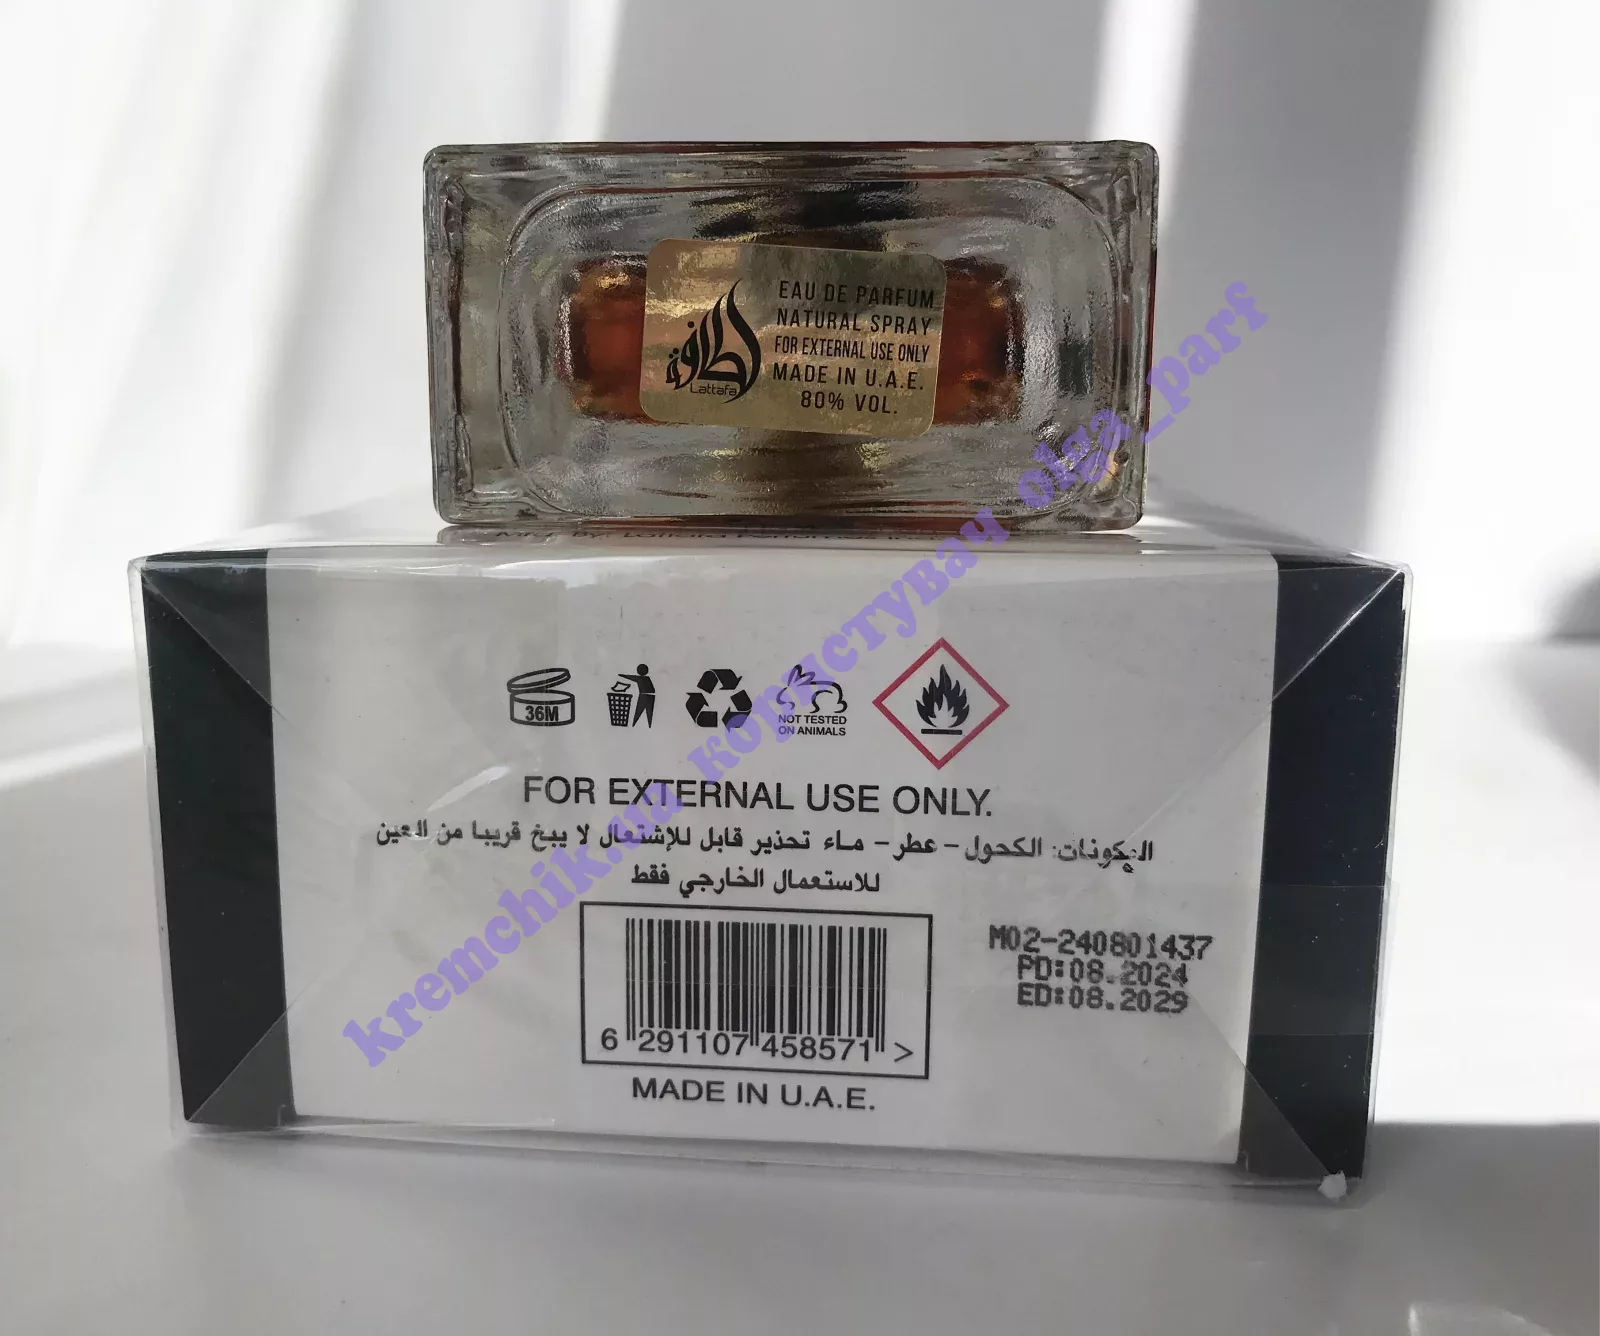 لطافة
Lattafa
EAU DE PARFUM
NATURAL SPRAY
FOR EXTERNAL USE ONLY
MADE IN U.A.E.
80% VOL.
36M
NOT TESTED
ON ANIMALS
FOR EXTERNAL USE ONLY.
المكونات: الكحول - عطر - ماء تحذير قابل للإشتعال لا يبخ قريبا من العين
للاستعمال الخارجي فقط
6 291107 458571 >
MADE IN U.A.E.
M02-240801437
PD:08.2024
ED:08.2029
kremchik.ua користувач olga_parf